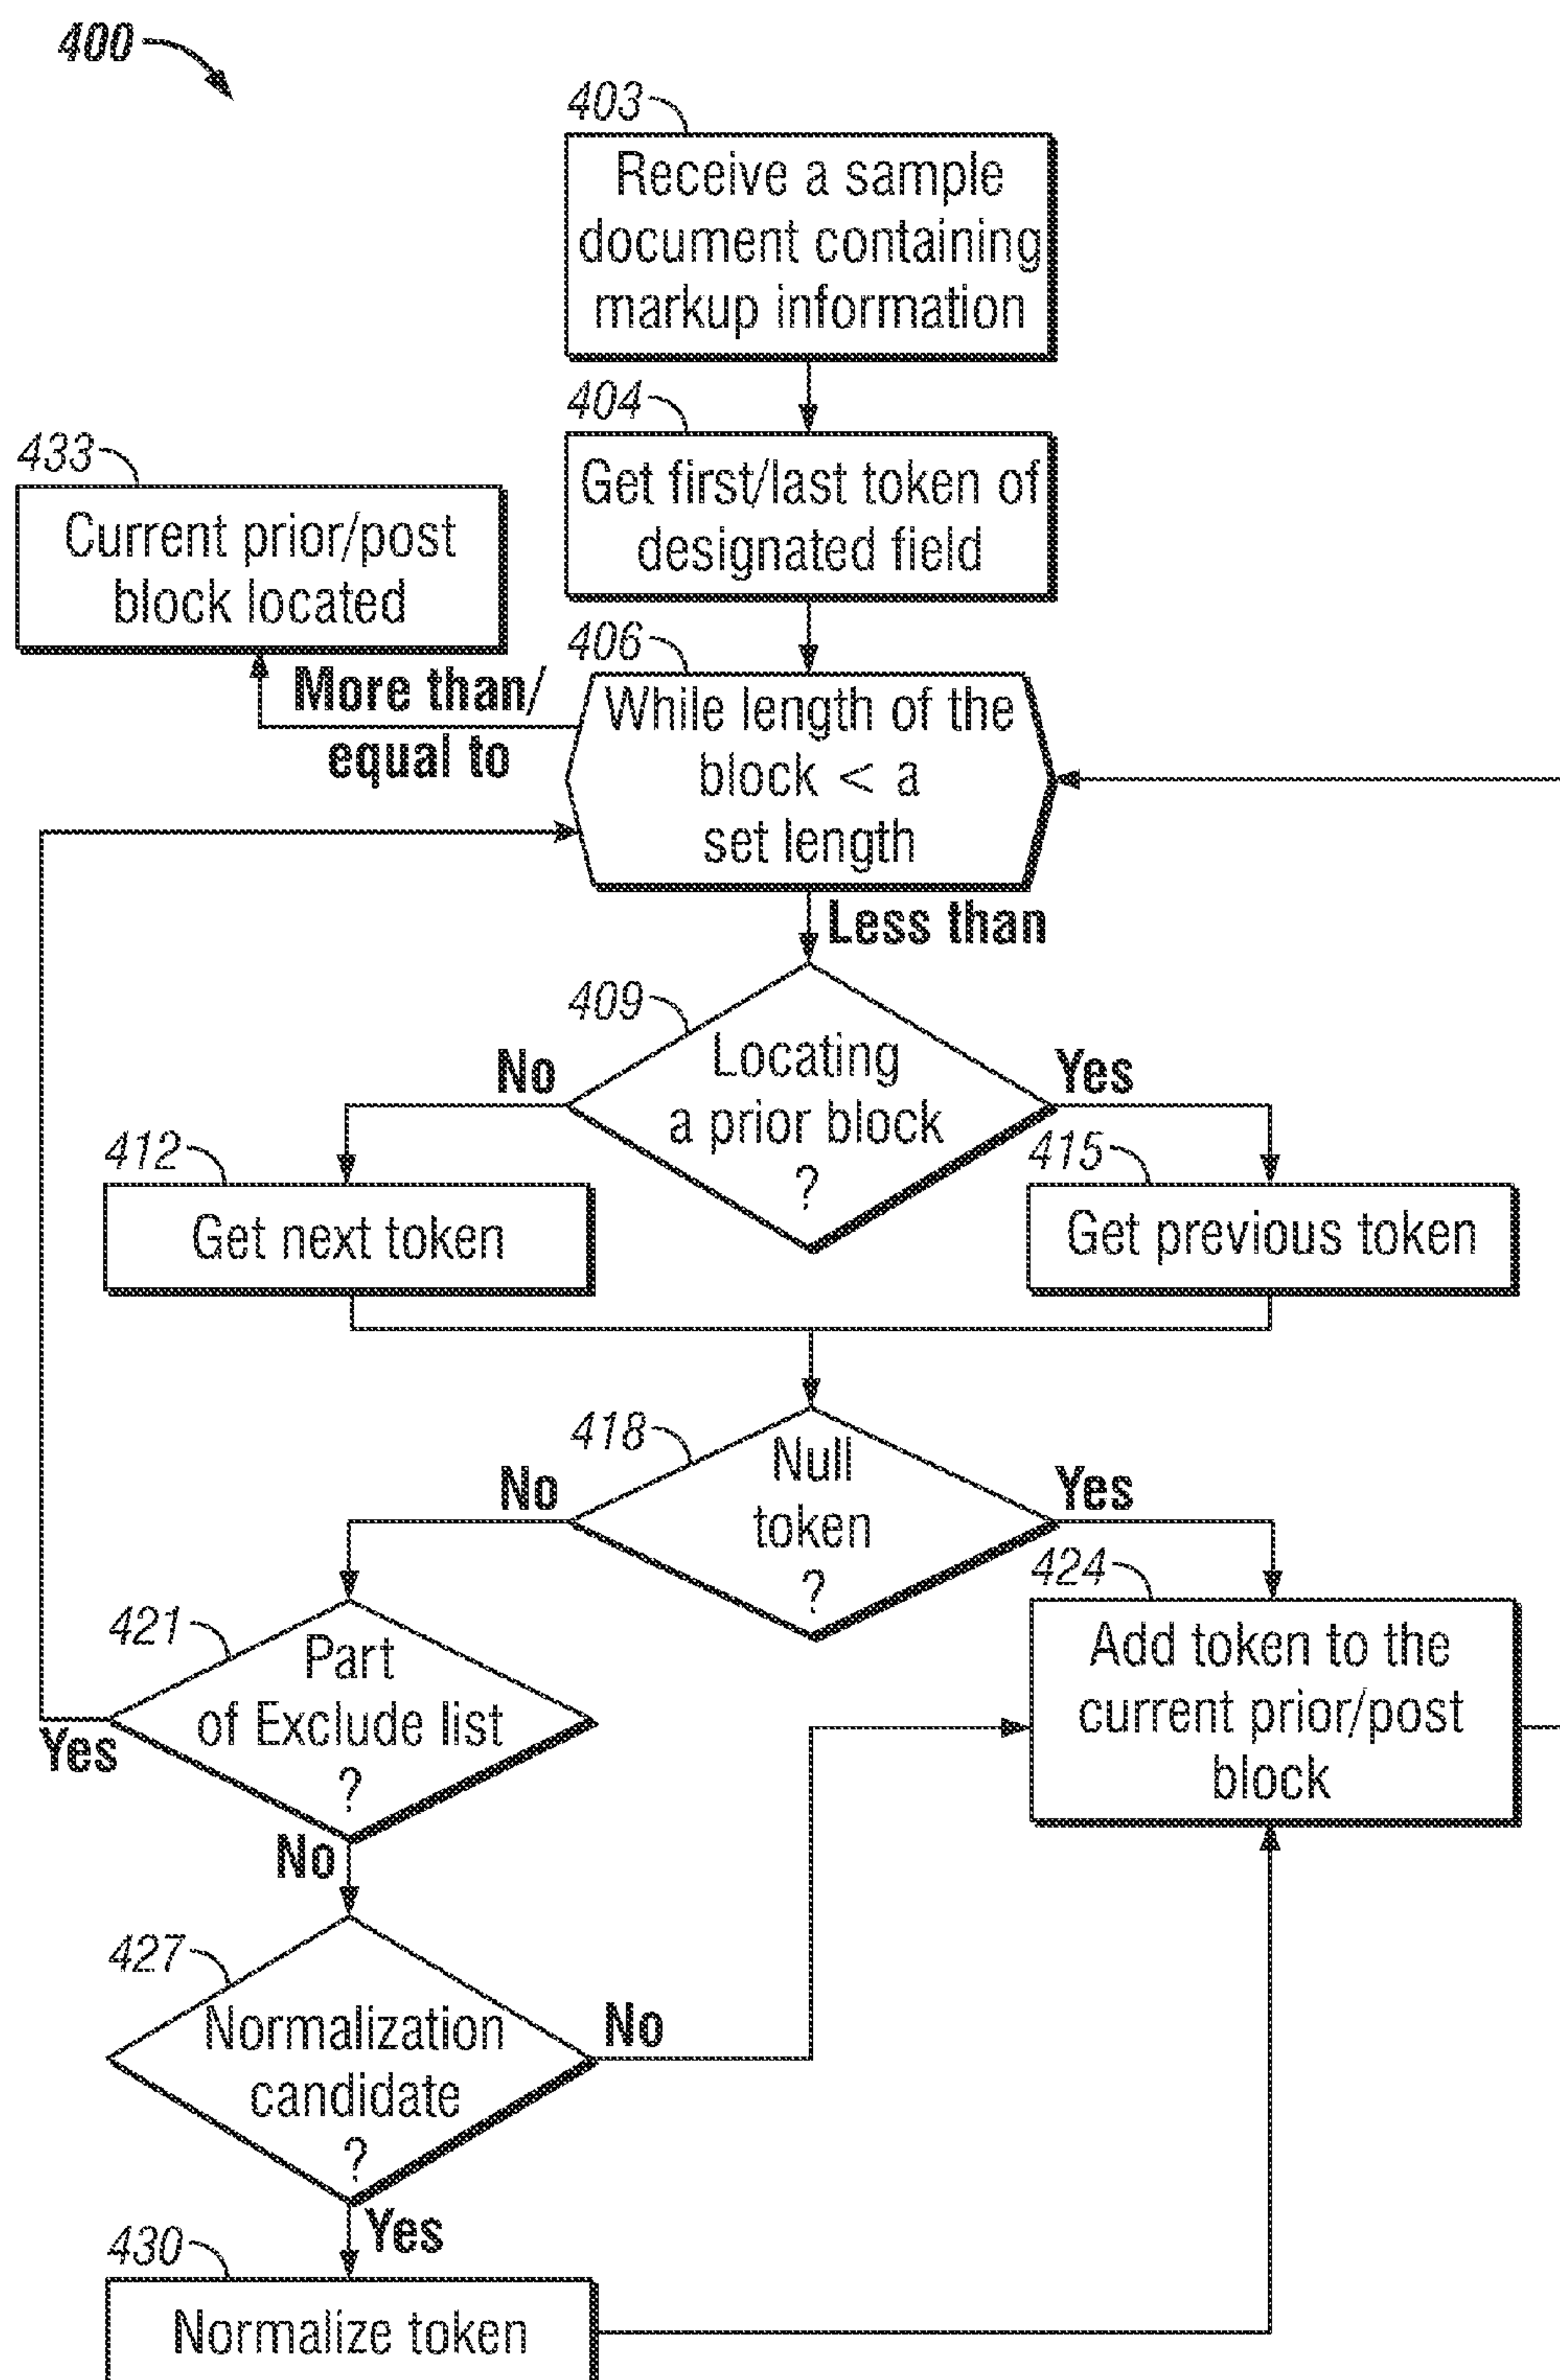 400
403
Receive a sample
document containing
markup information
404
Get first/last token of
designated field
433
Current prior/post
block located
406
More than/
equal to
While length of the
block < a
set length
Less than
409
Locating
a prior block
?
No
Yes
412
Get next token
415
Get previous token
418
Null
token
?
No
Yes
421
Part
of Exclude list
?
Yes
No
424
Add token to the
current prior/post
block
427
Normalization
candidate
?
No
Yes
430
Normalize token